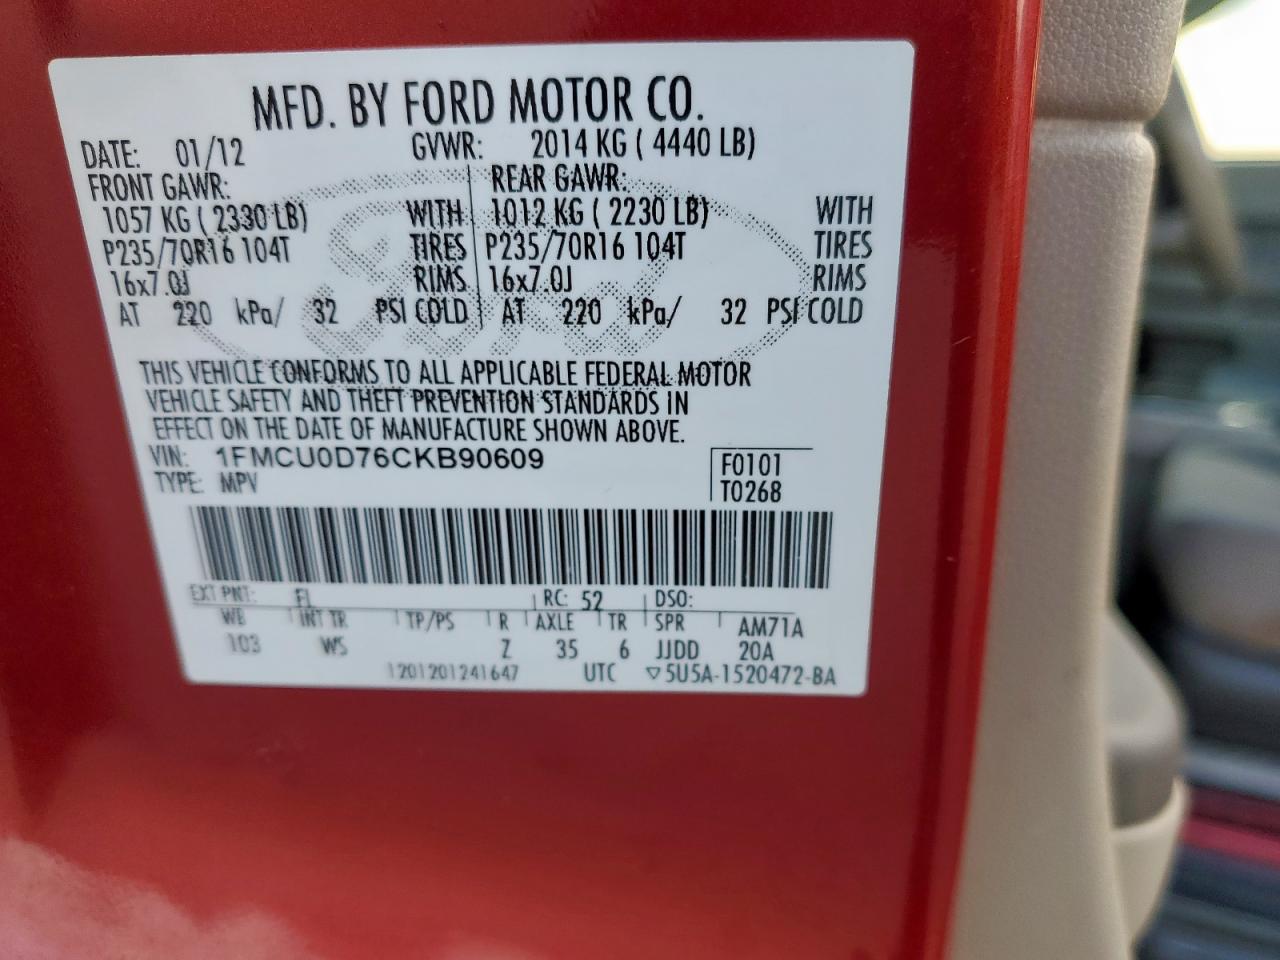 MFD. BY FORD MOTOR CO.
DATE: 01/12 GVWR: 2014 KG ( 4440 LB)
FRONT GAWR: REAR GAWR:
1057 KG ( 2330 LB) WITH 1012 KG ( 2230 LB) WITH
P235/70R16 104T TIRES P235/70R16 104T TIRES
16x7.0J RIMS 16x7.0J RIMS
AT 220 kPa/ 32 PSI COLD AT 220 kPa/ 32 PSI COLD
Ford
THIS VEHICLE CONFORMS TO ALL APPLICABLE FEDERAL MOTOR
VEHICLE SAFETY AND THEFT PREVENTION STANDARDS IN
EFFECT ON THE DATE OF MANUFACTURE SHOWN ABOVE.
VIN: 1FMCU0D76CKB90609 F0101
TYPE: MPV T0268
EXT PNT: FL RC: 52 DSO:
WB INT TR TP/PS R AXLE TR SPR AM71A
103 WS Z 35 6 JJDD 20A
1201201241647 UTC ▽5U5A-1520472-BA